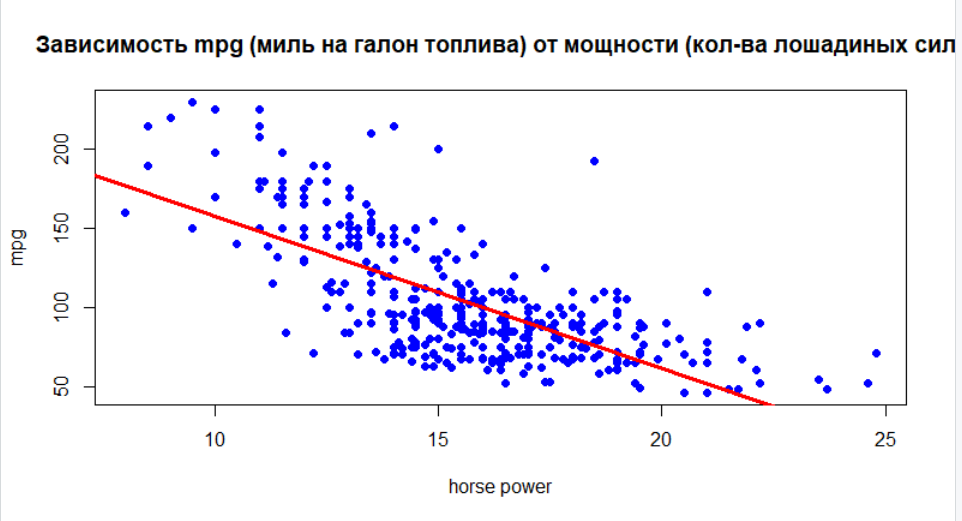 Зависимость mpg (миль на галон топлива) от мощности (кол-ва лошадиных сил
200
150
100
50
mpg
10 15 20 25
horse power